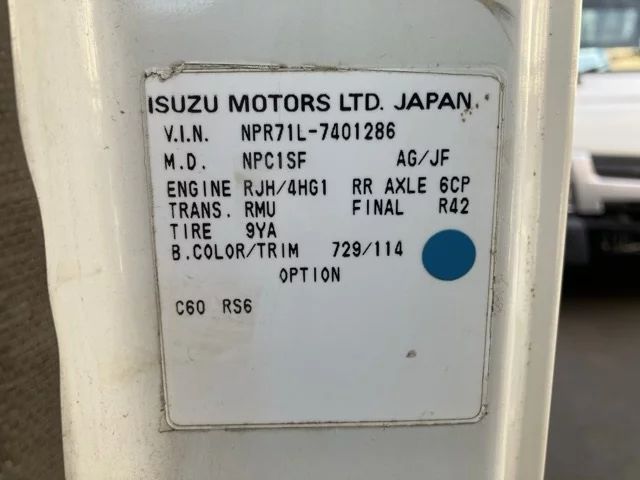 ISUZU MOTORS LTD. JAPAN.
V.I.N. NPR71L-7401286
M.D. NPC1SF AG/JF
ENGINE RJH/4HG1 RR AXLE 6CP
TRANS. RMU FINAL R42
TIRE 9YA
B.COLOR/TRIM 729/114
OPTION
C60 RS6